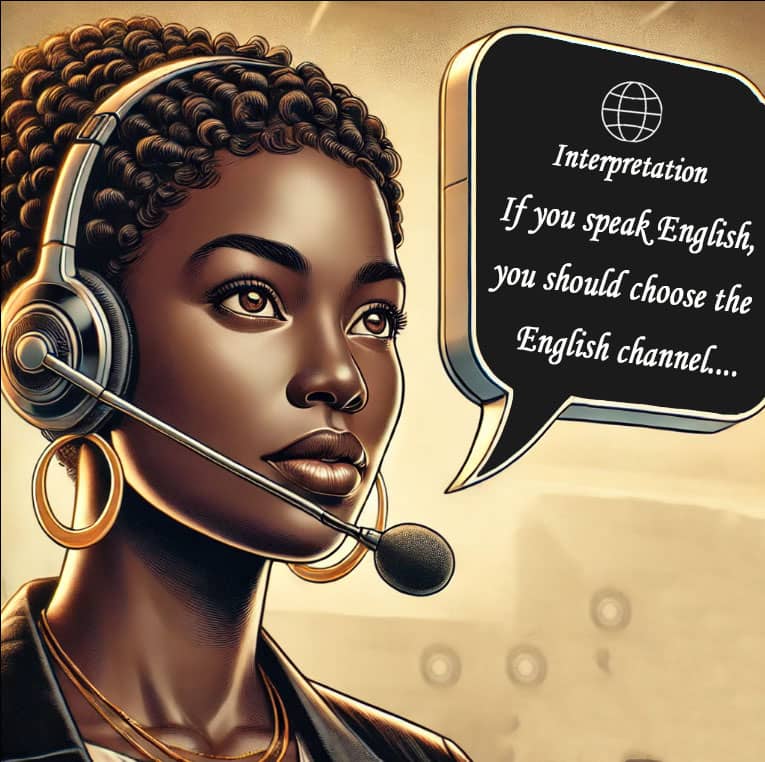 Interpretation
If you speak English,
you should choose the
English channel....